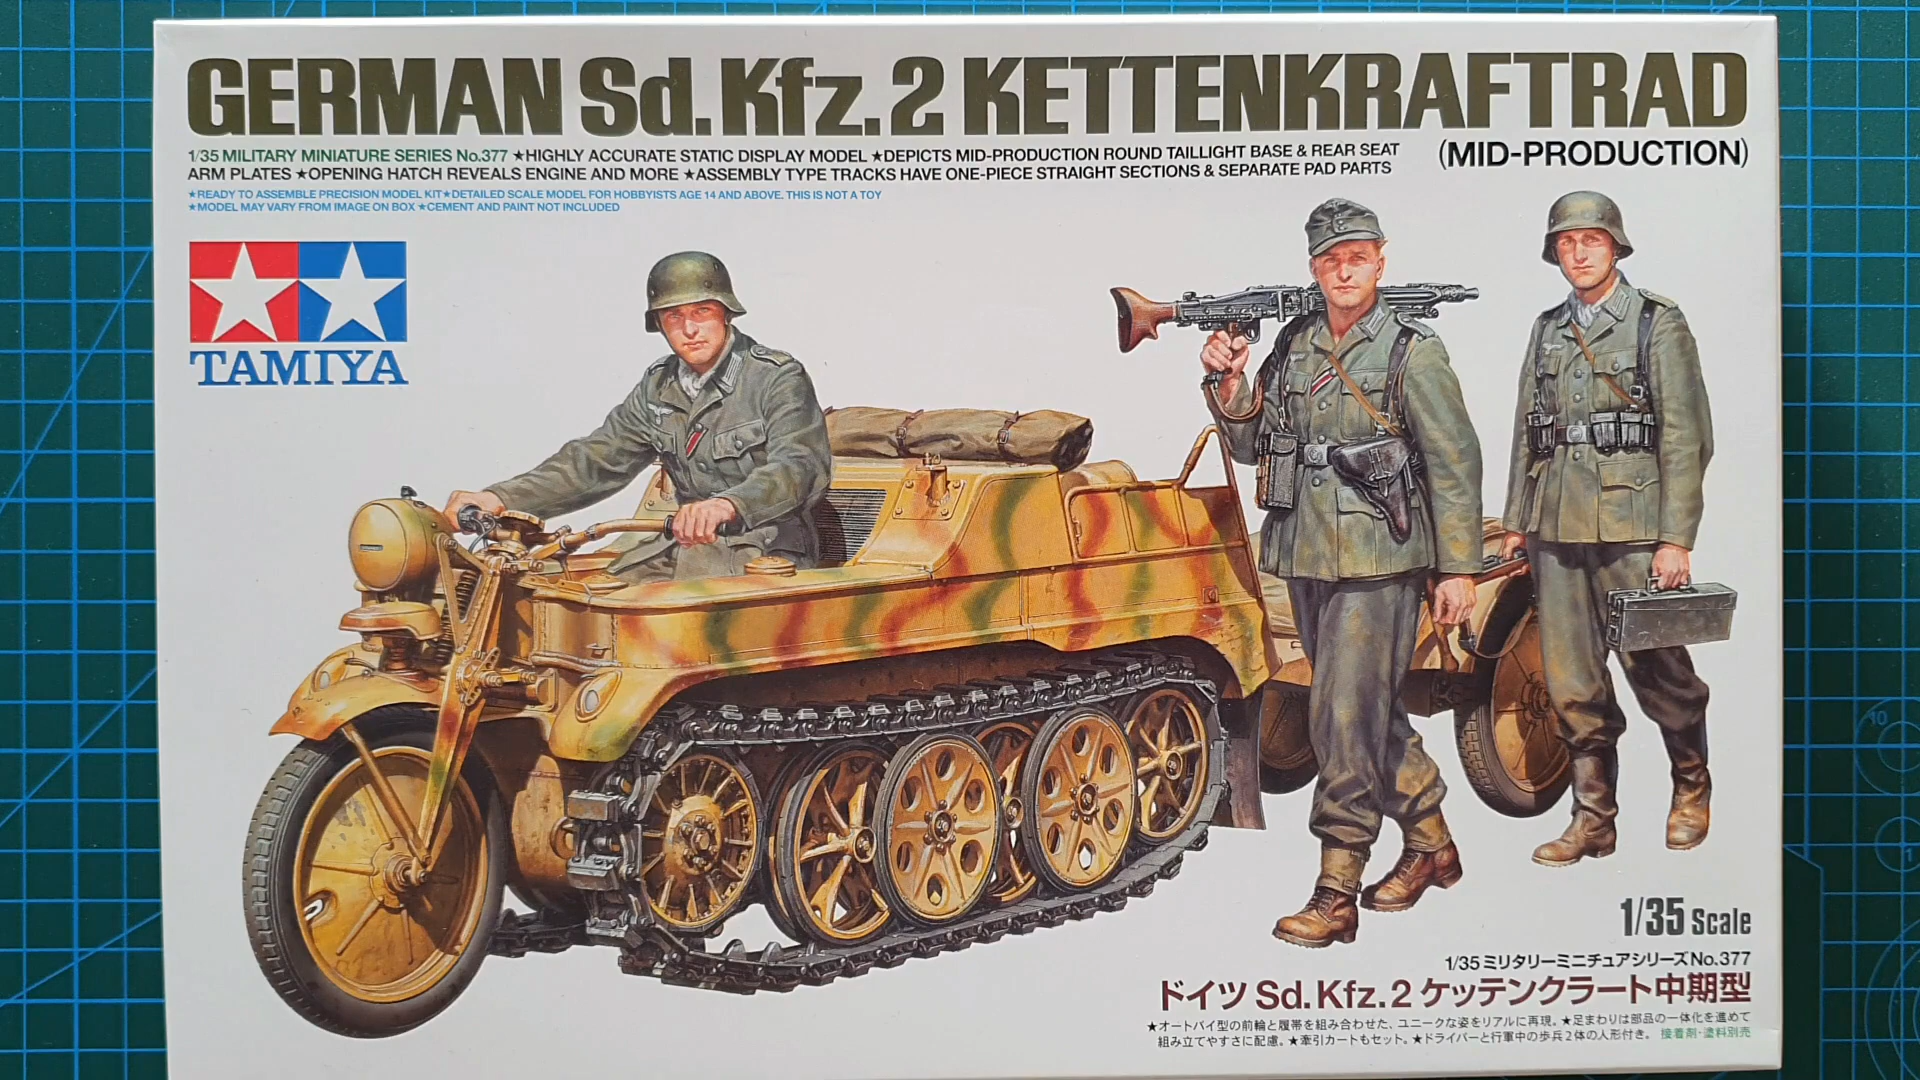 GERMAN Sd.Kfz.2 KETTENKRAFTRAD
(MID-PRODUCTION)
1/35 MILITARY MINIATURE SERIES No.377 ★HIGHLY ACCURATE STATIC DISPLAY MODEL ★DEPICTS MID-PRODUCTION ROUND TAILLIGHT BASE & REAR SEAT
ARM PLATES ★OPENING HATCH REVEALS ENGINE AND MORE ★ASSEMBLY TYPE TRACKS HAVE ONE-PIECE STRAIGHT SECTIONS & SEPARATE PAD PARTS
★READY TO ASSEMBLE PRECISION MODEL KIT★DETAILED SCALE MODEL FOR HOBBYISTS AGE 14 AND ABOVE. THIS IS NOT A TOY
★MODEL MAY VARY FROM IMAGE ON BOX ★CEMENT AND PAINT NOT INCLUDED
TAMIYA
1/35 Scale
1/35ミリタリーミニチュアシリーズNo.377
ドイツ Sd.Kfz.2 ケッテンクラート中期型
★オートバイ型の前輪と履帯を組み合わせた、ユニークな姿をリアルに再現。★足まわりは部品の一体化を進めて
組み立てやすさに配慮。★牽引カートもセット。★ドライバーと行軍中の歩兵2体の人形付き。 接着剤・塗料別売
10
1